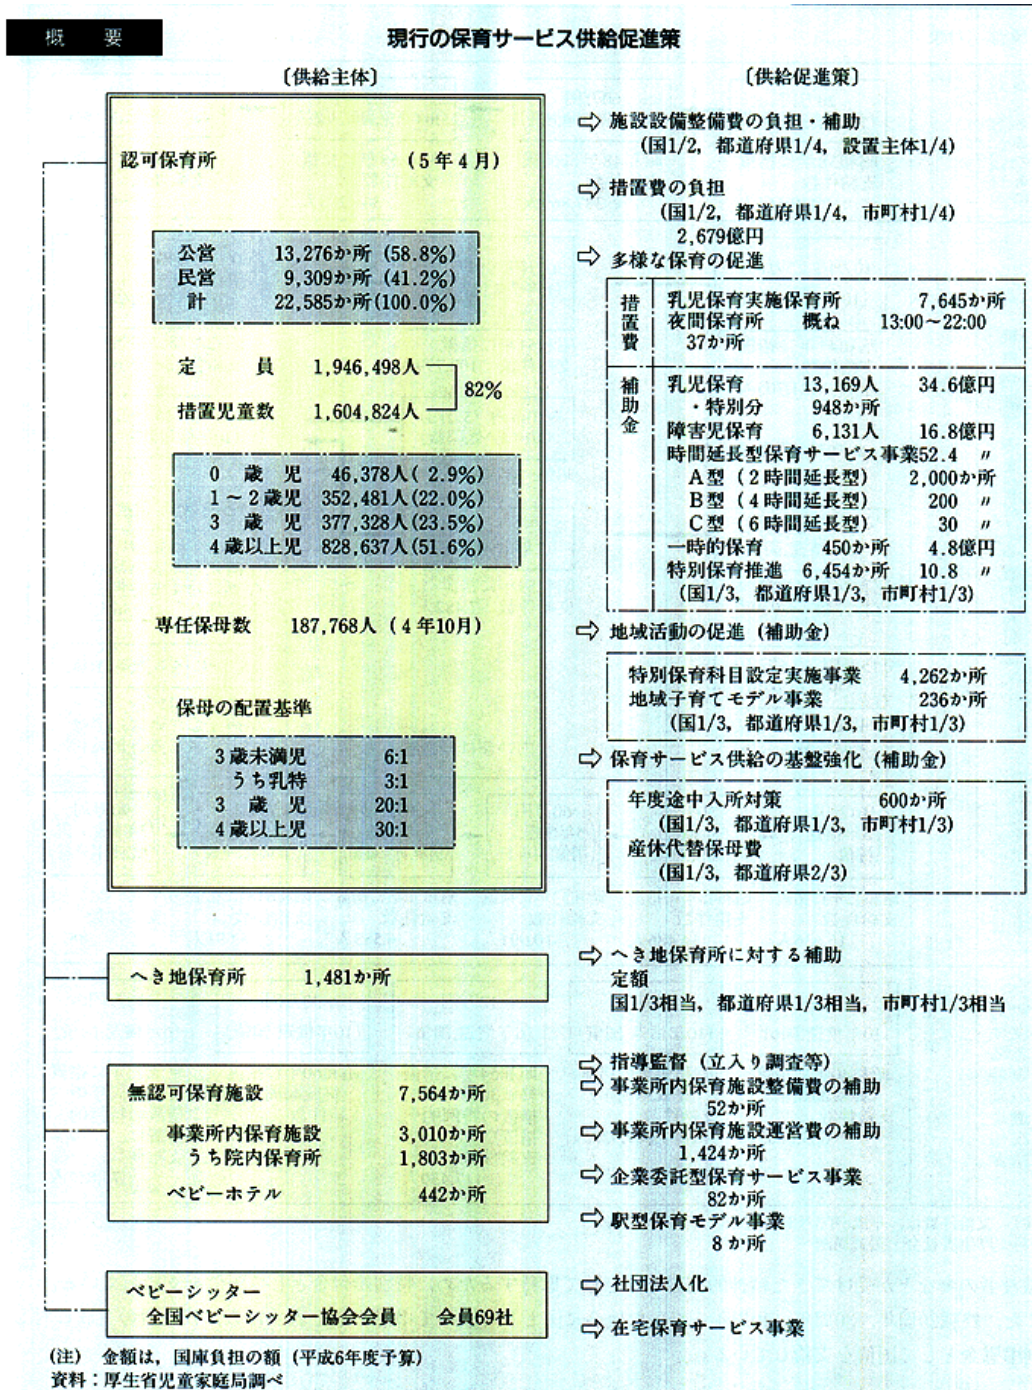 概　要
現行の保育サービス供給促進策
〔供給主体〕
認可保育所　(5年4月)
公営　13,276か所 (58.8%)
民営　9,309か所 (41.2%)
計　22,585か所(100.0%)
定　員　1,946,498人
82%
措置児童数　1,604,824人
0　歳　児　46,378人( 2.9%)
1～2歳児　352,481人(22.0%)
3　歳　児　377,328人(23.5%)
4歳以上児　828,637人(51.6%)
専任保母数　187,768人 (4年10月)
保母の配置基準
3歳未満児　6:1
うち乳特　3:1
3　歳　児　20:1
4歳以上児　30:1
へき地保育所　1,481か所
無認可保育施設　7,564か所
事業所内保育施設　3,010か所
うち院内保育所　1,803か所
ベビーホテル　442か所
ベビーシッター
全国ベビーシッター協会会員　会員69社
〔供給促進策〕
⇨ 施設設備整備費の負担・補助
(国1/2, 都道府県1/4, 設置主体1/4)
⇨ 措置費の負担
(国1/2, 都道府県1/4, 市町村1/4)
2,679億円
⇨ 多様な保育の促進
措置費
乳児保育実施保育所　7,645か所
夜間保育所　概ね　13:00～22:00
37か所
補助金
乳児保育　13,169人　34.6億円
・特別分　948か所
障害児保育　6,131人　16.8億円
時間延長型保育サービス事業52.4　〃
A型 (2時間延長型)　2,000か所
B型 (4時間延長型)　200　〃
C型 (6時間延長型)　30　〃
一時的保育　450か所　4.8億円
特別保育推進　6,454か所　10.8　〃
(国1/3, 都道府県1/3, 市町村1/3)
⇨ 地域活動の促進 (補助金)
特別保育科目設定実施事業　4,262か所
地域子育てモデル事業　236か所
(国1/3, 都道府県1/3, 市町村1/3)
⇨ 保育サービス供給の基盤強化 (補助金)
年度途中入所対策　600か所
(国1/3, 都道府県1/3, 市町村1/3)
産休代替保母費
(国1/3, 都道府県2/3)
⇨ へき地保育所に対する補助
定額
国1/3相当, 都道府県1/3相当, 市町村1/3相当
⇨ 指導監督 (立入り調査等)
⇨ 事業所内保育施設整備費の補助
52か所
⇨ 事業所内保育施設運営費の補助
1,424か所
⇨ 企業委託型保育サービス事業
82か所
⇨ 駅型保育モデル事業
8か所
⇨ 社団法人化
⇨ 在宅保育サービス事業
(注)　金額は, 国庫負担の額 (平成6年度予算)
資料：厚生省児童家庭局調べ